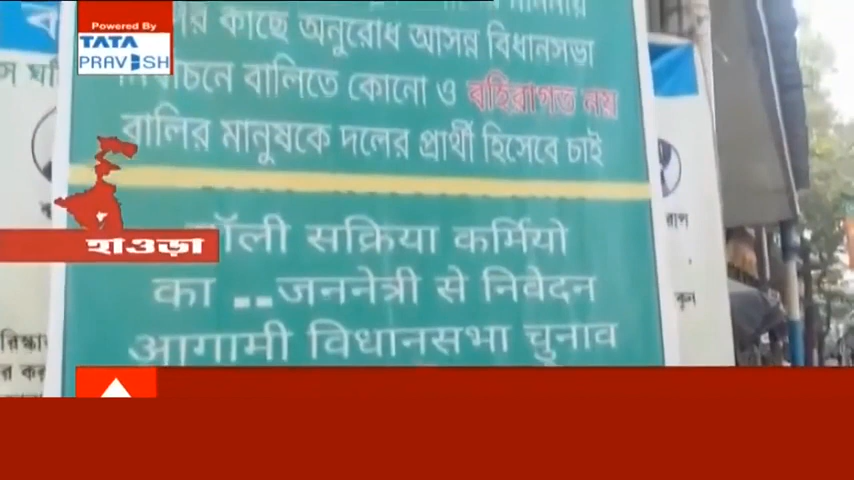 Powered By
TATA
PRAVESH
কাছে অনুরোধ আসন্ন বিধানসভা
নির্বাচনে বালিতে কোনো ও বহিরাগত নয়
বালির মানুষকে দলের প্রার্থী হিসেবে চাই
হাওড়া
बॉली सक्रिया कर्मियो
का ..जननेत्री से निवेदन
आगामी विधानसभा चुनाव